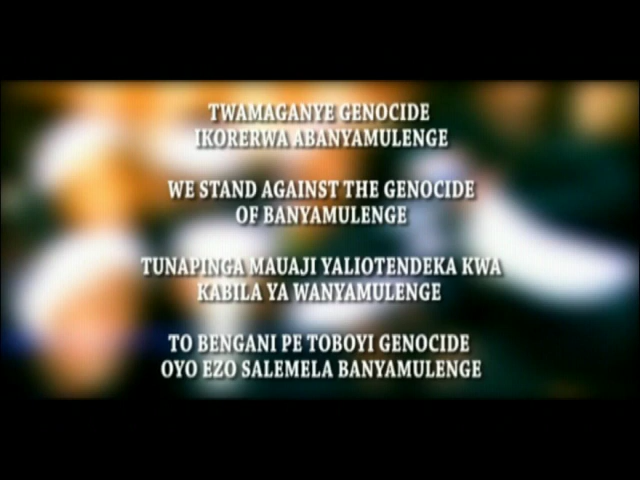 TWAMAGANYE GENOCIDE
IKORERWA ABANYAMULENGE
WE STAND AGAINST THE GENOCIDE
OF BANYAMULENGE
TUNAPINGA MAUAJI YALIOTENDEKA KWA
KABILA YA WANYAMULENGE
TO BENGANI PE TOBOYI GENOCIDE
OYO EZO SALEMELA BANYAMULENGE